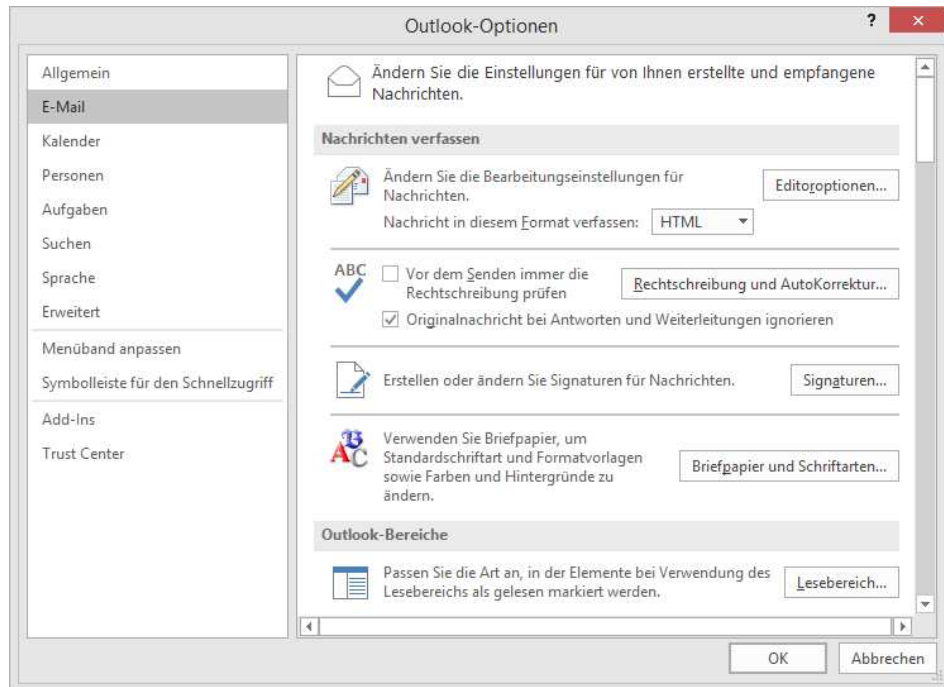 Outlook-Optionen
?
×
Allgemein
E-Mail
Kalender
Personen
Aufgaben
Suchen
Sprache
Erweitert
Menüband anpassen
Symbolleiste für den Schnellzugriff
Add-Ins
Trust Center
Ändern Sie die Einstellungen für von Ihnen erstellte und empfangene
Nachrichten.
Nachrichten verfassen
Ändern Sie die Bearbeitungseinstellungen für
Nachrichten.
Editoroptionen...
Nachricht in diesem Format verfassen: HTML
ABC
Vor dem Senden immer die
Rechtschreibung prüfen
Rechtschreibung und AutoKorrektur...
Originalnachricht bei Antworten und Weiterleitungen ignorieren
Erstellen oder ändern Sie Signaturen für Nachrichten.
Signaturen...
ABC
Verwenden Sie Briefpapier, um
Standardschriftart und Formatvorlagen
sowie Farben und Hintergründe zu
ändern.
Briefpapier und Schriftarten...
Outlook-Bereiche
Passen Sie die Art an, in der Elemente bei Verwendung des
Lesebereichs als gelesen markiert werden.
Lesebereich...
OK
Abbrechen